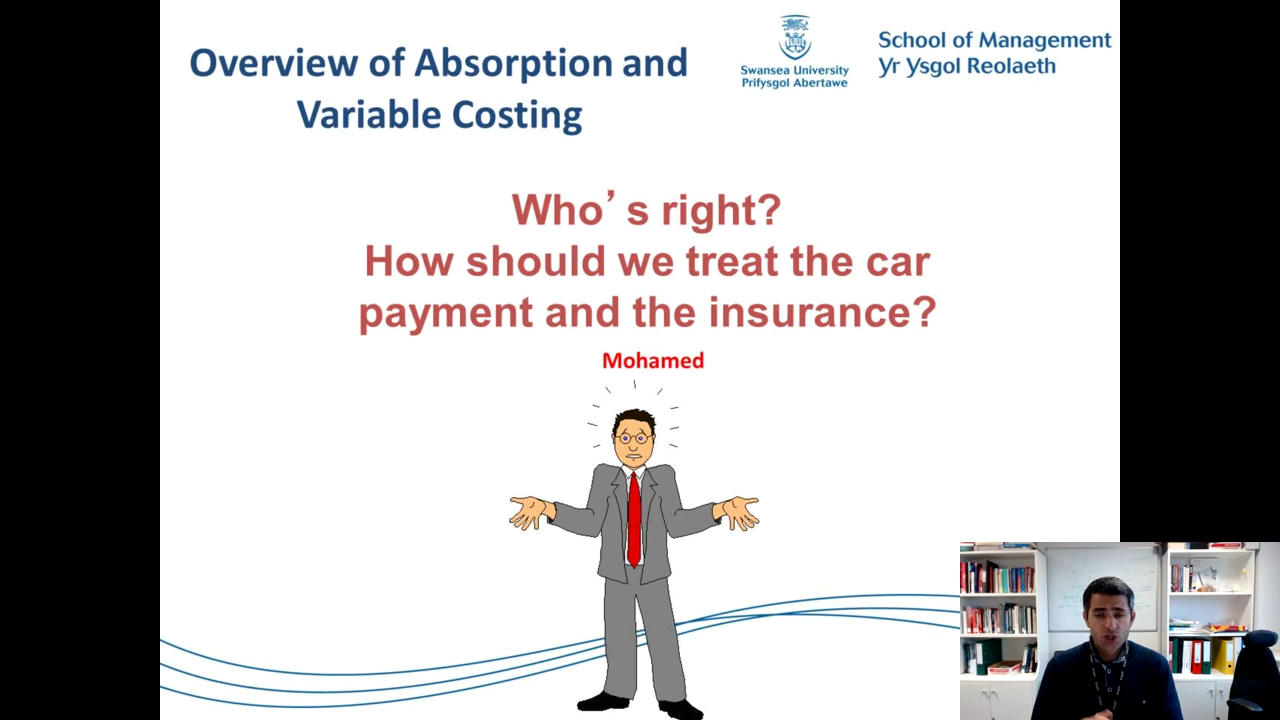 Overview of Absorption and
Variable Costing
Swansea University
Prifysgol Abertawe
School of Management
Yr Ysgol Reolaeth
Who’s right?
How should we treat the car
payment and the insurance?
Mohamed